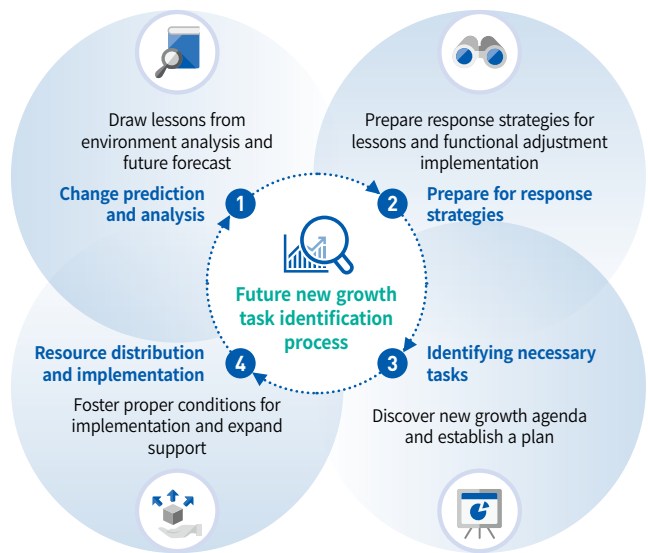 Draw lessons from
environment analysis and
future forecast
Change prediction
and analysis
1
Prepare response strategies for
lessons and functional adjustment
implementation
2
Prepare for response
strategies
Future new growth
task identification
process
3
Identifying necessary
tasks
Discover new growth agenda
and establish a plan
Resource distribution
and implementation
4
Foster proper conditions for
implementation and expand
support